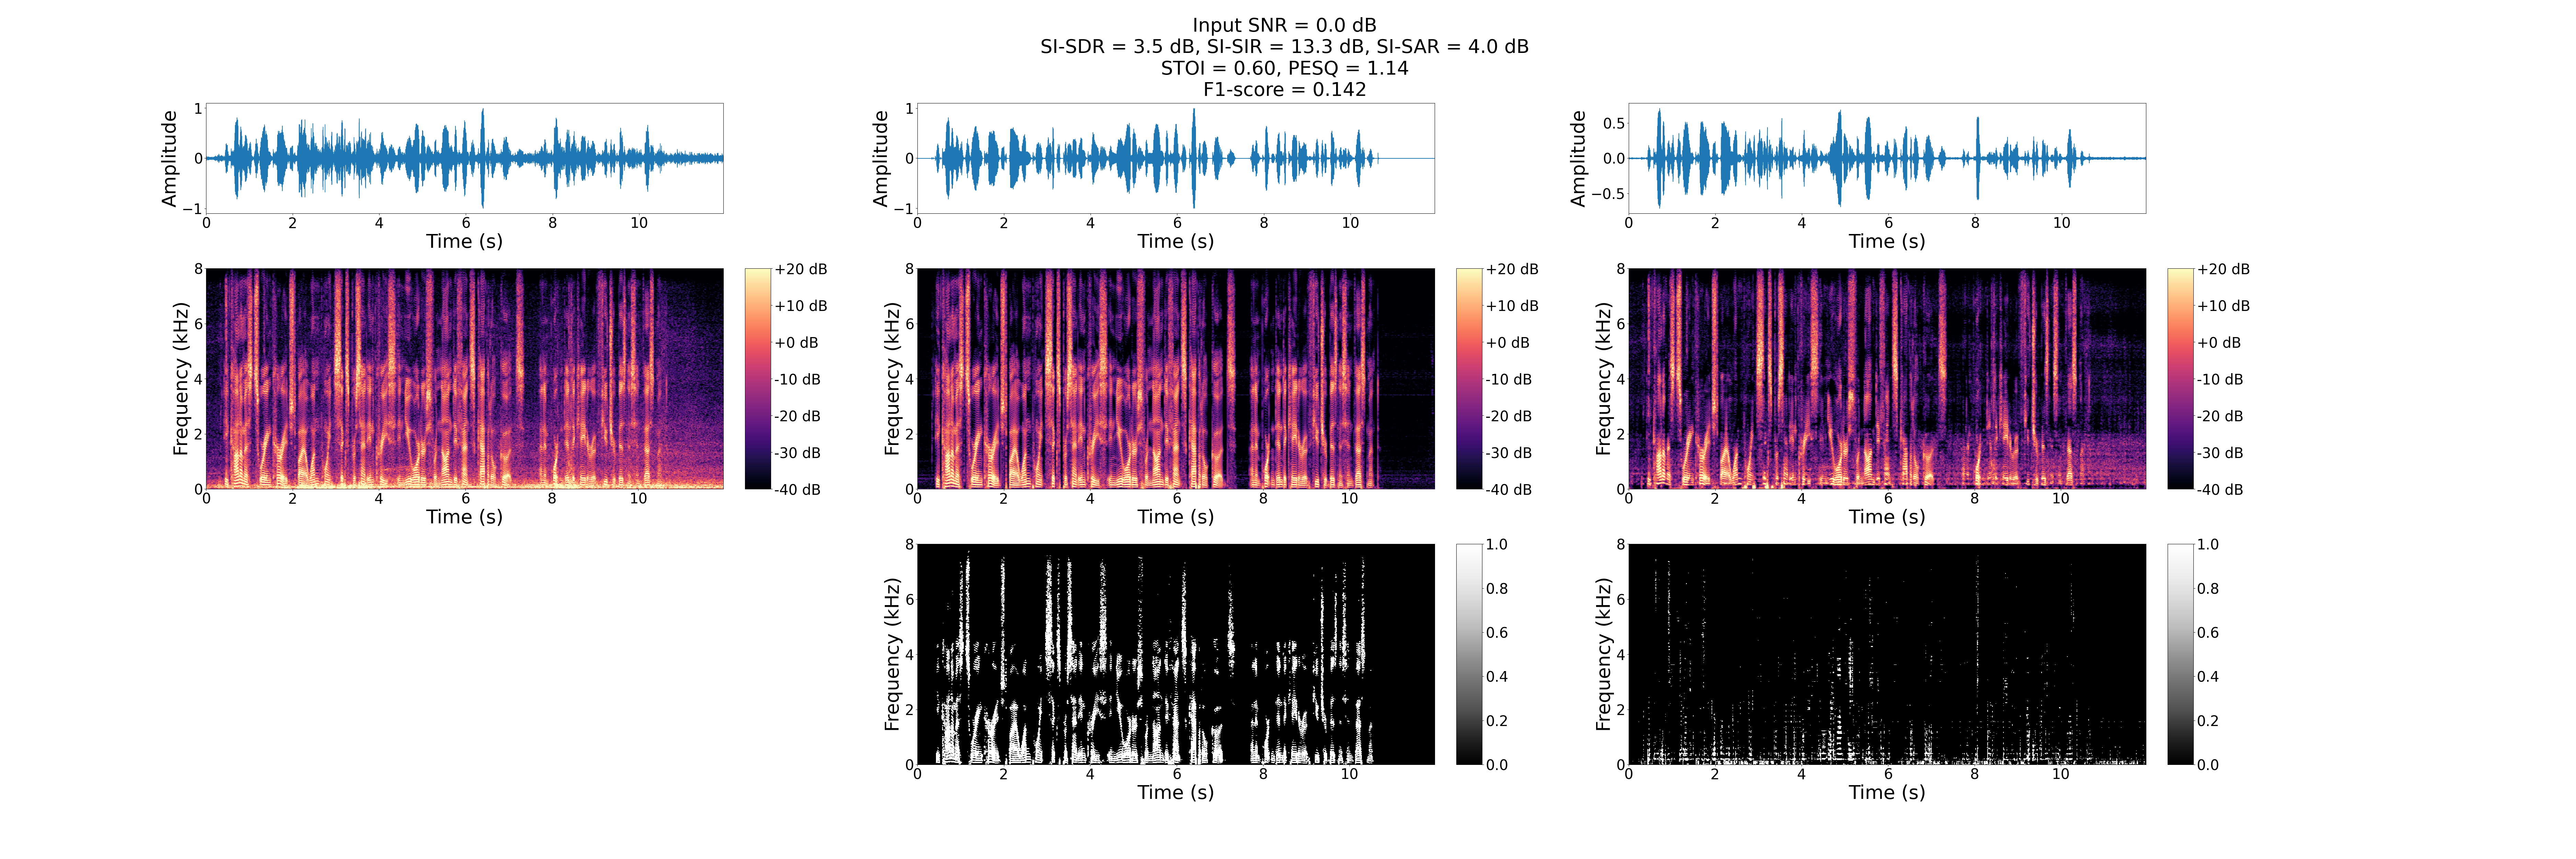 Input SNR = 0.0 dB
SI-SDR = 3.5 dB, SI-SIR = 13.3 dB, SI-SAR = 4.0 dB
STOI = 0.60, PESQ = 1.14
F1-score = 0.142
Amplitude
1
0
−1
0 2 4 6 8 10
Time (s)
Amplitude
1
0
−1
0 2 4 6 8 10
Time (s)
Amplitude
0.5
0.0
−0.5
0 2 4 6 8 10
Time (s)
Frequency (kHz)
8
6
4
2
0
0 2 4 6 8 10
Time (s)
+20 dB
+10 dB
+0 dB
-10 dB
-20 dB
-30 dB
-40 dB
Frequency (kHz)
8
6
4
2
0
0 2 4 6 8 10
Time (s)
+20 dB
+10 dB
+0 dB
-10 dB
-20 dB
-30 dB
-40 dB
Frequency (kHz)
8
6
4
2
0
0 2 4 6 8 10
Time (s)
+20 dB
+10 dB
+0 dB
-10 dB
-20 dB
-30 dB
-40 dB
Frequency (kHz)
8
6
4
2
0
0 2 4 6 8 10
Time (s)
1.0
0.8
0.6
0.4
0.2
0.0
Frequency (kHz)
8
6
4
2
0
0 2 4 6 8 10
Time (s)
1.0
0.8
0.6
0.4
0.2
0.0